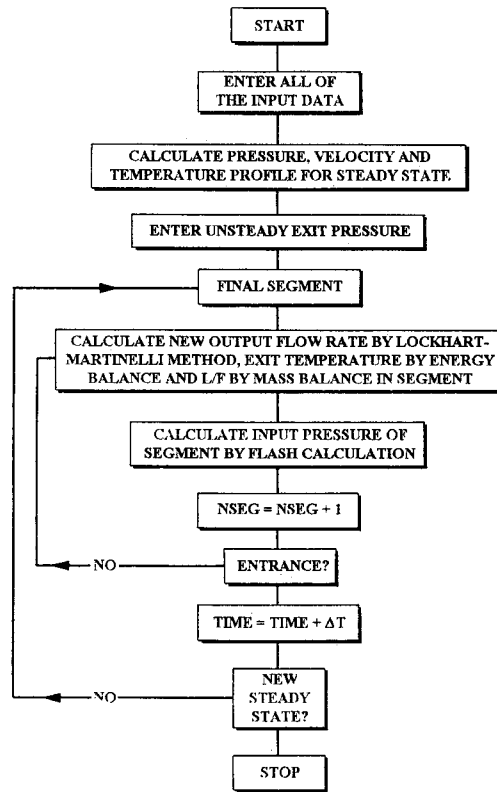 START
ENTER ALL OF
THE INPUT DATA
CALCULATE PRESSURE, VELOCITY AND
TEMPERATURE PROFILE FOR STEADY STATE
ENTER UNSTEADY EXIT PRESSURE
FINAL SEGMENT
CALCULATE NEW OUTPUT FLOW RATE BY LOCKHART-
MARTINELLI METHOD, EXIT TEMPERATURE BY ENERGY
BALANCE AND L/F BY MASS BALANCE IN SEGMENT
CALCULATE INPUT PRESSURE OF
SEGMENT BY FLASH CALCULATION
NSEG = NSEG + 1
NO
ENTRANCE?
TIME = TIME + ΔT
NO
NEW
STEADY
STATE?
STOP